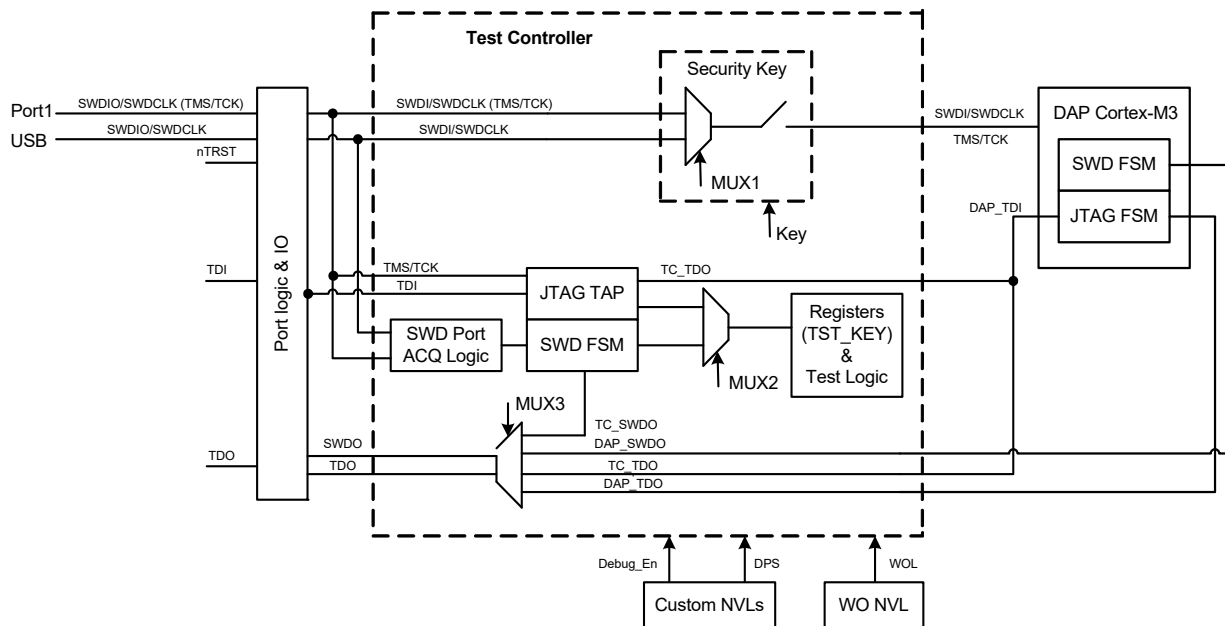 Test Controller
Security Key
Port1
SWDIO/SWDCLK (TMS/TCK)
SWDI/SWDCLK (TMS/TCK)
SWDI/SWDCLK
TMS/TCK
DAP Cortex-M3
USB
SWDIO/SWDCLK
SWDI/SWDCLK
nTRST
SWD FSM
MUX1
JTAG FSM
DAP_TDI
Key
Port logic & IO
TDI
TMS/TCK
TDI
JTAG TAP
TC_TDO
SWD Port
ACQ Logic
SWD FSM
Registers
(TST_KEY)
&
Test Logic
MUX2
MUX3
TC_SWDO
SWDO
DAP_SWDO
TDO
TDO
TC_TDO
DAP_TDO
Debug_En
DPS
WOL
Custom NVLs
WO NVL